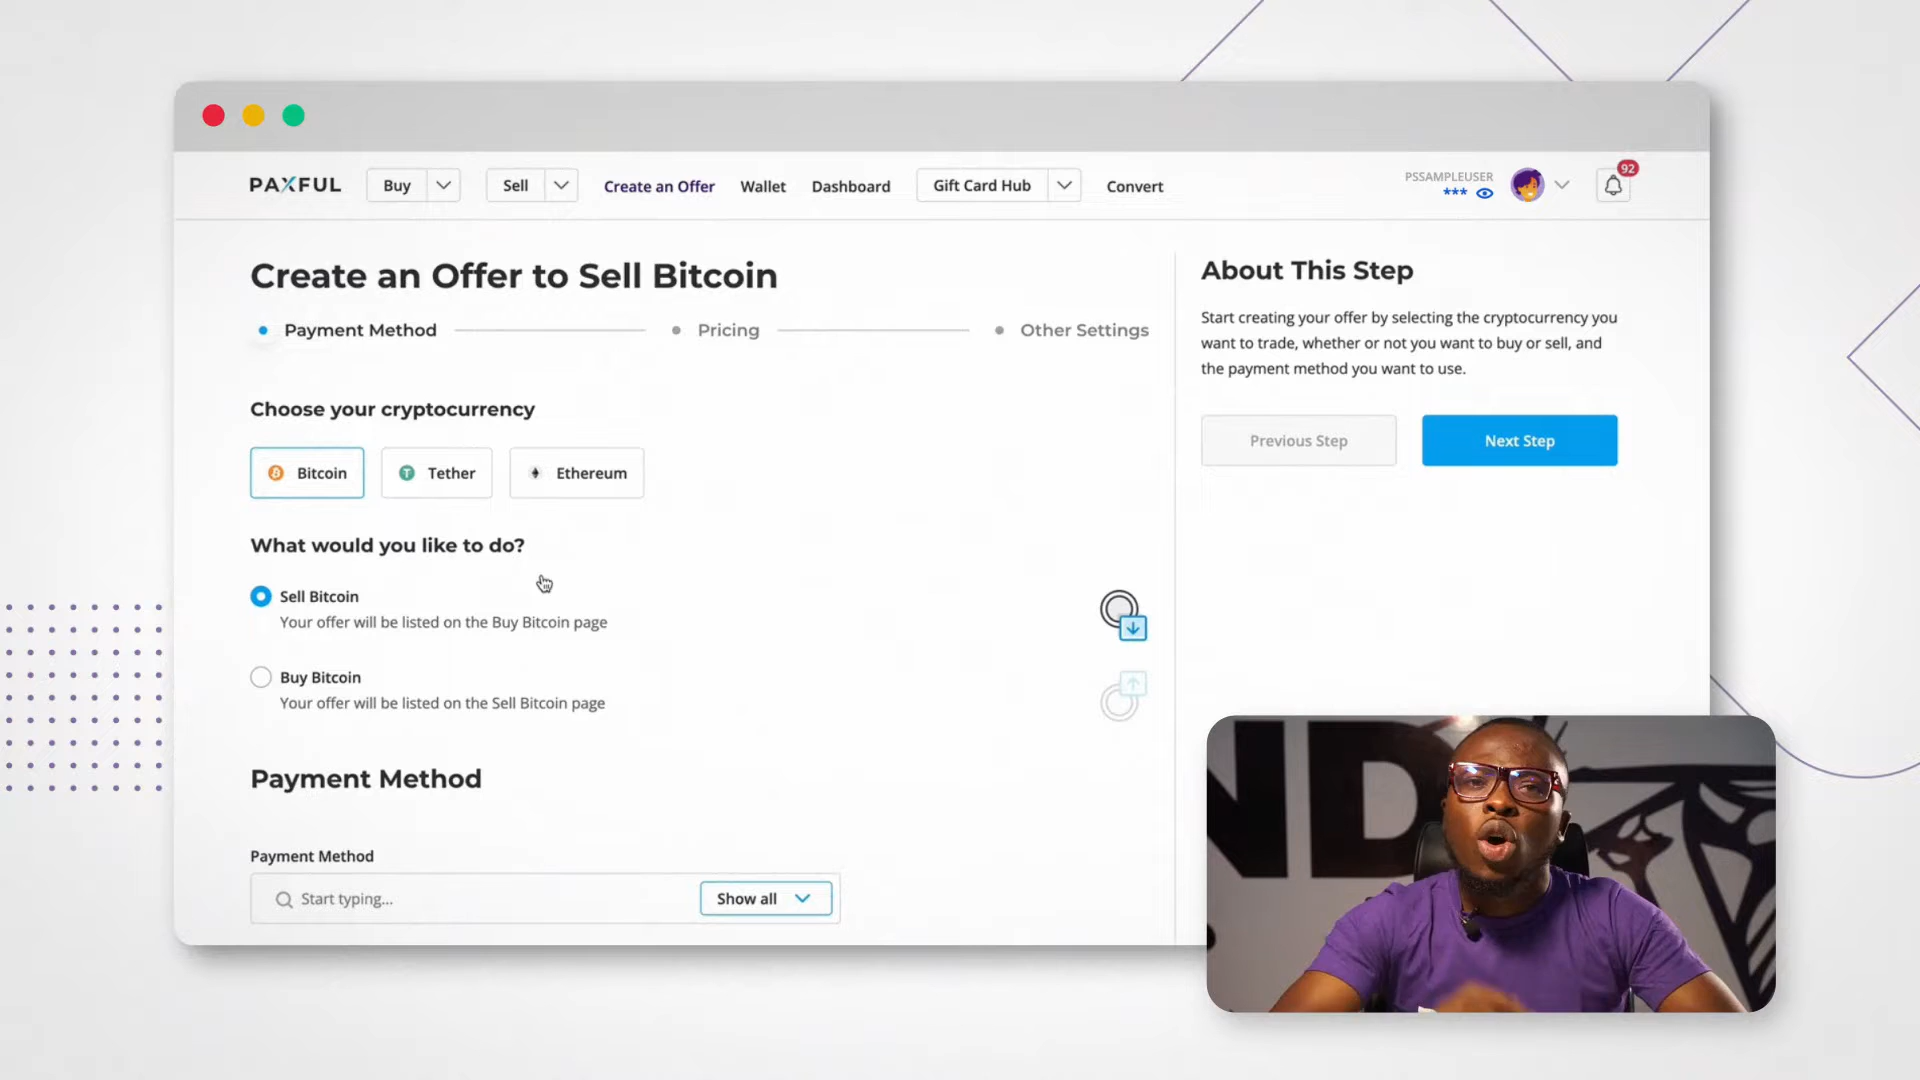 PAXFUL Buy Sell Create an Offer Wallet Dashboard Gift Card Hub Convert PSSAMPLEUSER 92
***
Create an Offer to Sell Bitcoin
Payment Method Pricing Other Settings
Choose your cryptocurrency
Bitcoin Tether Ethereum
What would you like to do?
Sell Bitcoin
Your offer will be listed on the Buy Bitcoin page
Buy Bitcoin
Your offer will be listed on the Sell Bitcoin page
Payment Method
Payment Method
Start typing... Show all
About This Step
Start creating your offer by selecting the cryptocurrency you
want to trade, whether or not you want to buy or sell, and
the payment method you want to use.
Previous Step Next Step
ND